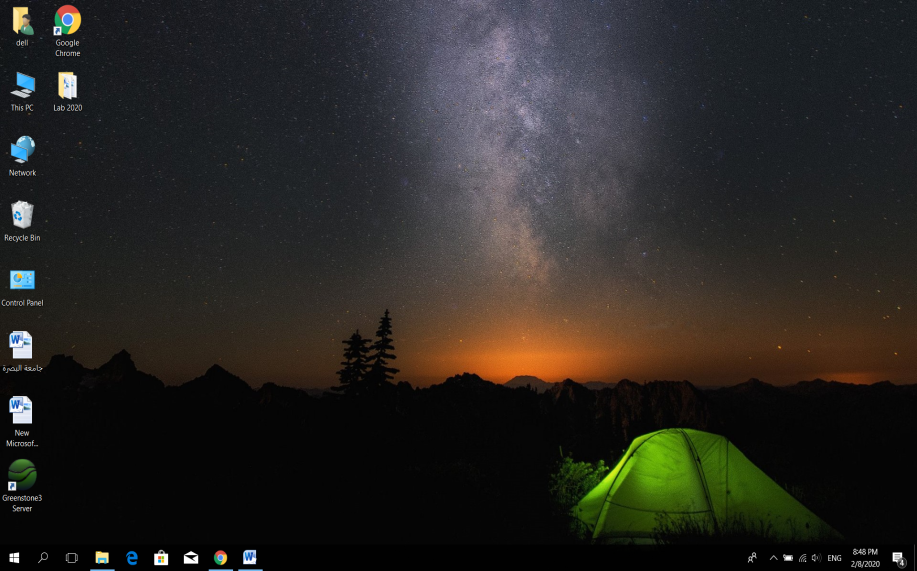 dell
Google
Chrome
This PC
Lab 2020
Network
Recycle Bin
Control Panel
جامعة البصرة
New
Microsof...
Greenstone3
Server
ENG
8:48 PM
2/8/2020
4